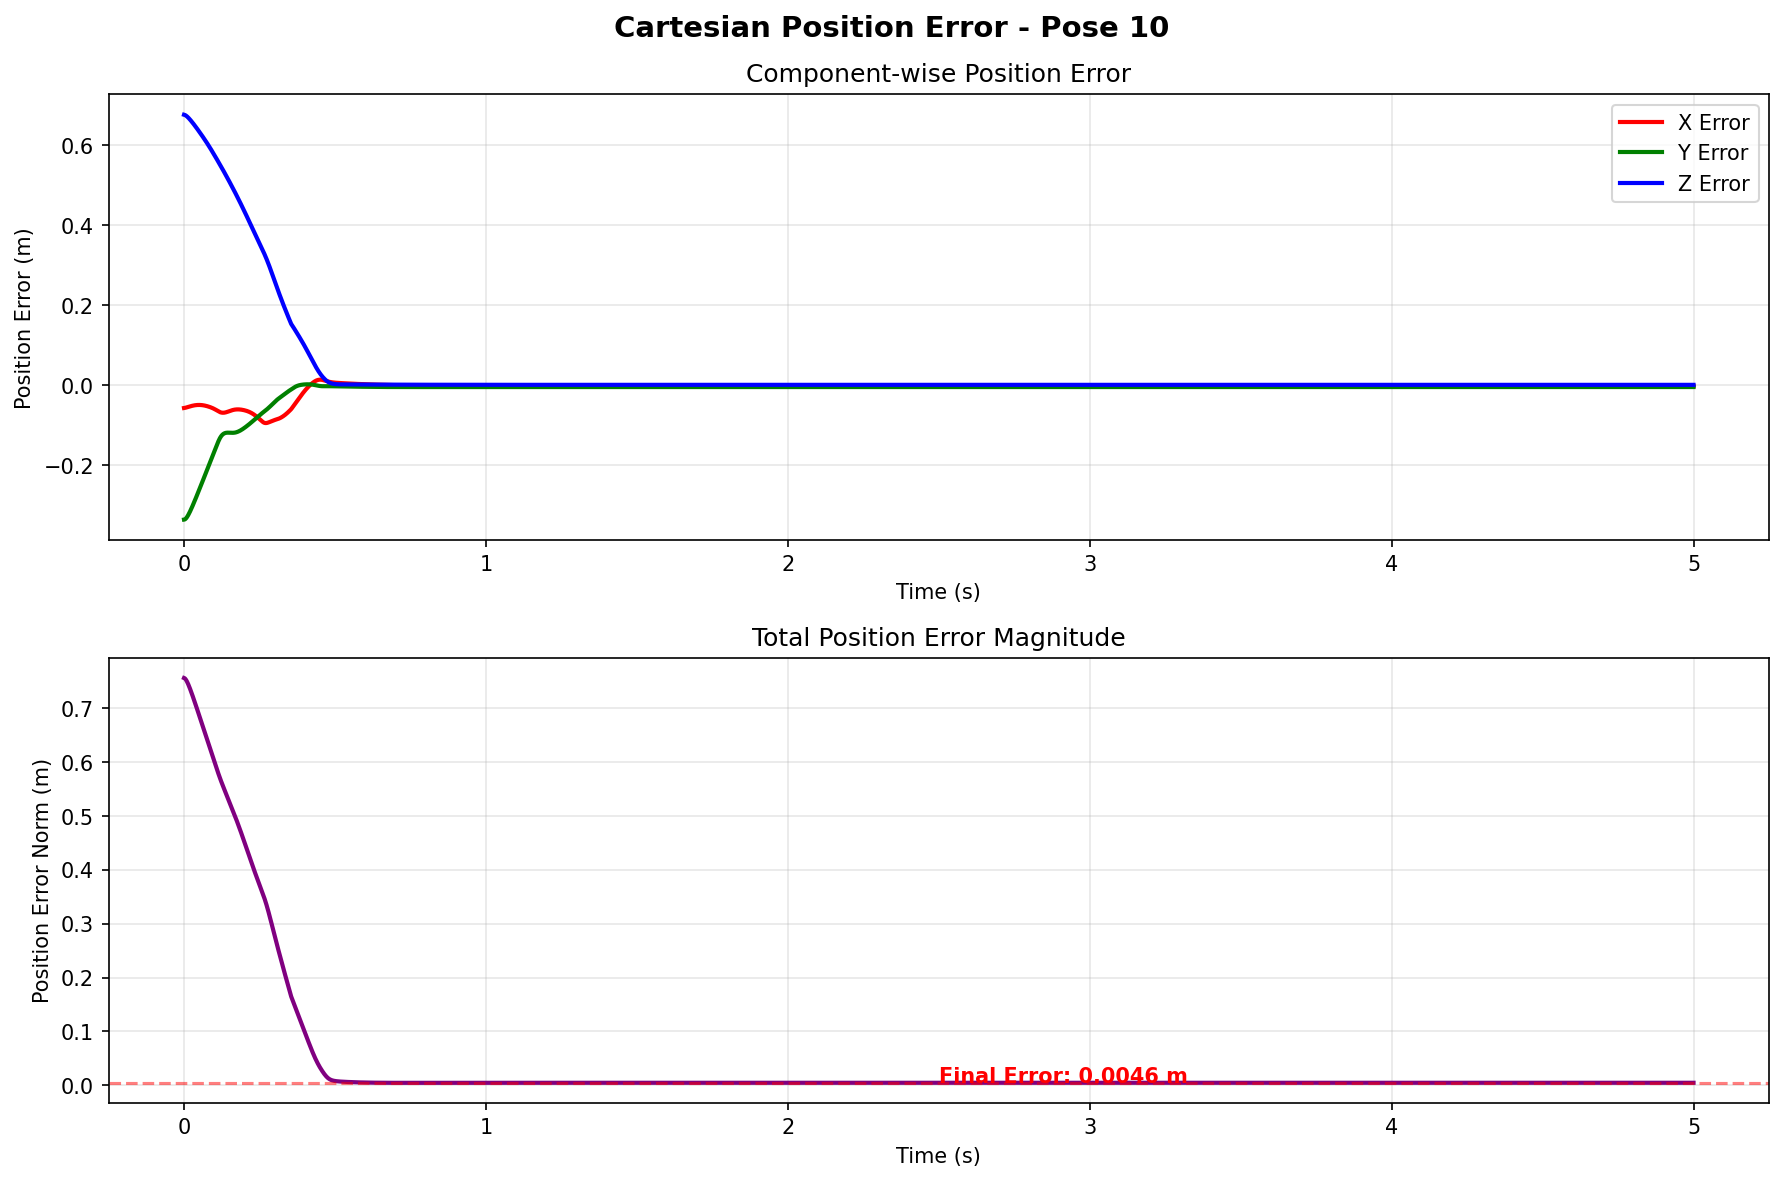 Cartesian Position Error - Pose 10
Component-wise Position Error
X Error
Y Error
Z Error
Position Error (m)
0.6
0.4
0.2
0.0
−0.2
0 1 2 3 4 5
Time (s)
Total Position Error Magnitude
Position Error Norm (m)
0.7
0.6
0.5
0.4
0.3
0.2
0.1
0.0
Final Error: 0.0046 m
0 1 2 3 4 5
Time (s)